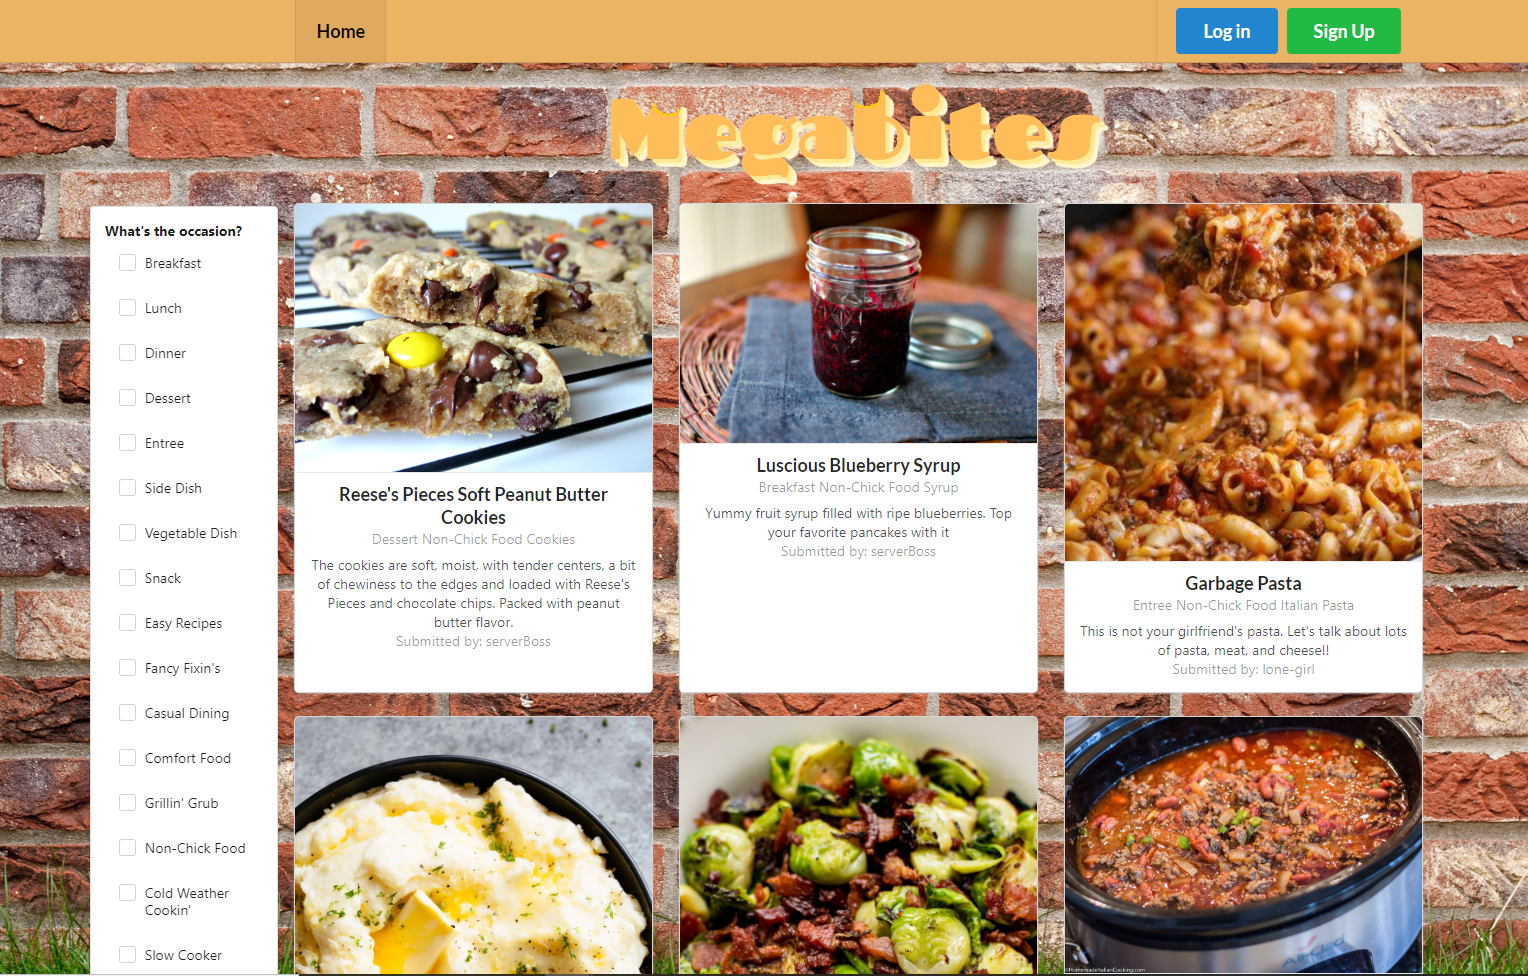 Home
Log in
Sign Up
Megabites
What's the occasion?
Breakfast
Lunch
Dinner
Dessert
Entree
Side Dish
Vegetable Dish
Snack
Easy Recipes
Fancy Fixin's
Casual Dining
Comfort Food
Grillin' Grub
Non-Chick Food
Cold Weather
Cookin'
Slow Cooker
Reese's Pieces Soft Peanut Butter
Cookies
Dessert Non-Chick Food Cookies
The cookies are soft, moist, with tender centers, a bit
of chewiness to the edges and loaded with Reese's
Pieces and chocolate chips. Packed with peanut
butter flavor.
Submitted by: serverBoss
Luscious Blueberry Syrup
Breakfast Non-Chick Food Syrup
Yummy fruit syrup filled with ripe blueberries. Top
your favorite pancakes with it
Submitted by: serverBoss
Garbage Pasta
Entree Non-Chick Food Italian Pasta
This is not your girlfriend's pasta. Let's talk about lots
of pasta, meat, and cheese!!
Submitted by: lone-girl
©HomemadeItalianCooking.com